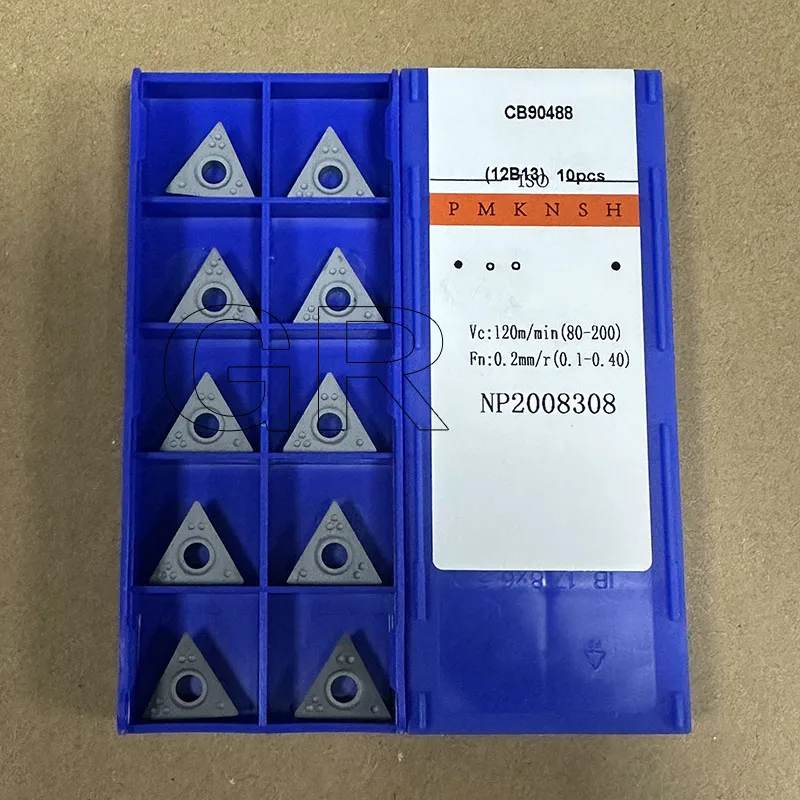 CB90488
(12B13) 10pcs
ISO
P M K N S H
Vc:120m/min(80-200)
Fn:0.2mm/r(0.1-0.40)
NP2008308
GR